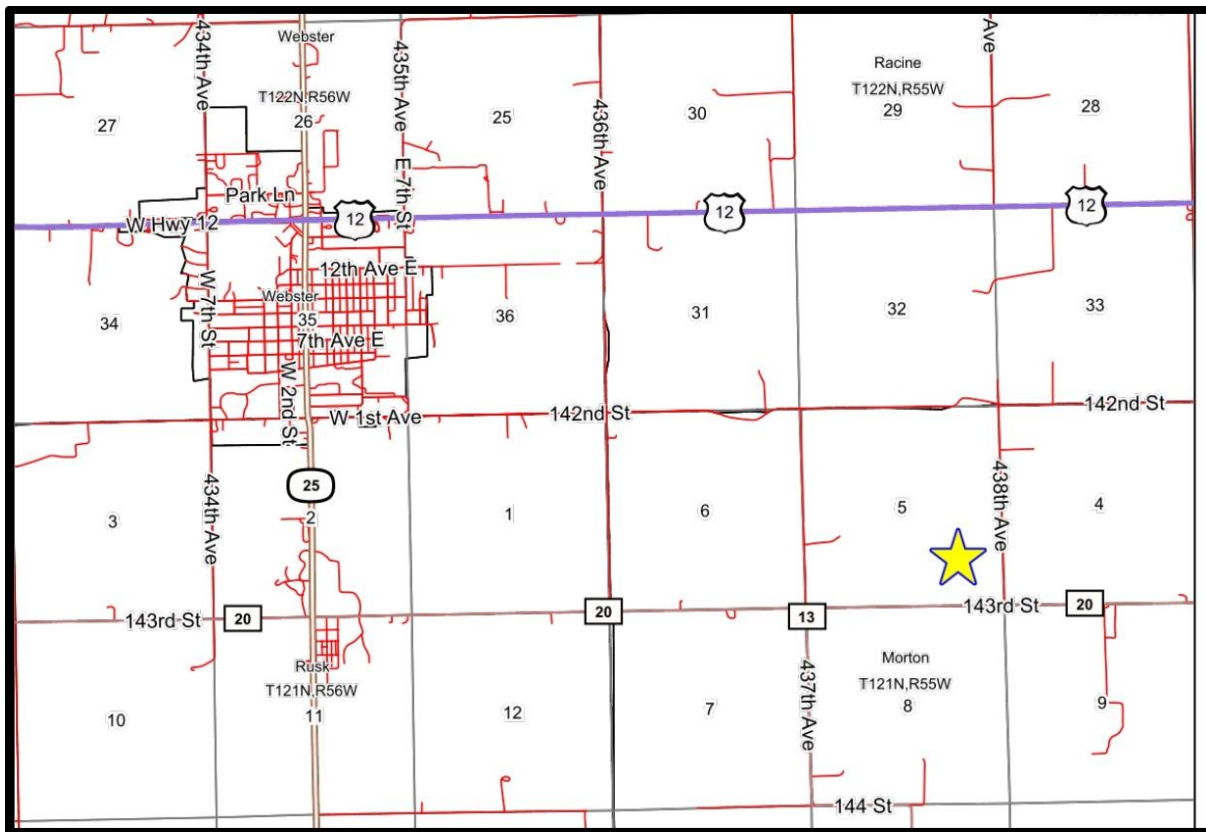 Webster
T122N,R56W
26
27
434th Ave
435th Ave
25
436th Ave
30
Racine
T122N,R55W
29
Ave
28
Park Ln
E 7th St
W Hwy 12
12
12
12
12th Ave E
Webster
35
7th Ave E
34
W 7th St
W 2nd St
36
31
32
33
W 1st Ave
142nd St
142nd St
25
3
434th Ave
2
1
6
5
438th Ave
4
143rd St
20
20
13
143rd St
20
Rusk
T121N,R56W
11
10
12
7
437th Ave
Morton
T121N,R55W
8
9
144 St